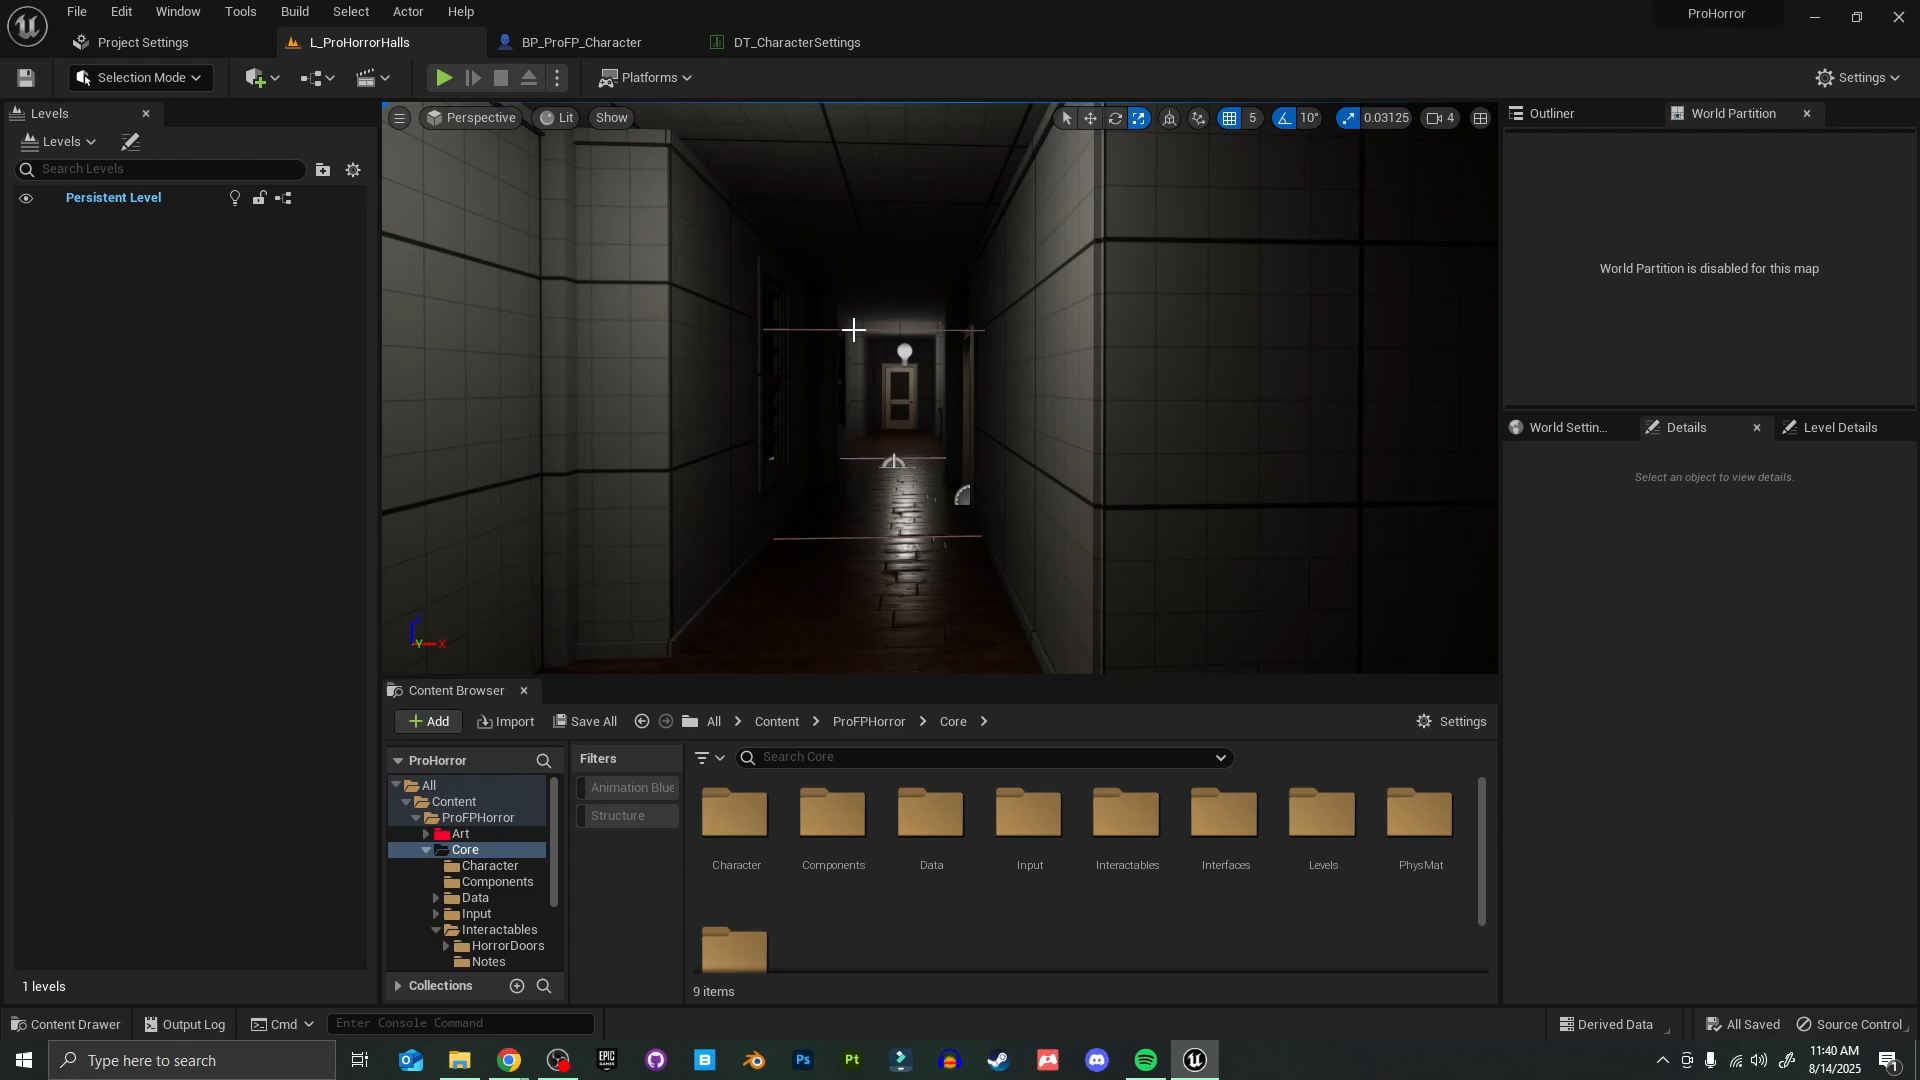 File Edit Window Tools Build Select Actor Help
ProHorror
Project Settings
L_ProHorrorHalls
BP_ProFP_Character
DT_CharacterSettings
Selection Mode
Platforms
Settings
Levels
Levels
Search Levels
Persistent Level
1 levels
Perspective
Lit
Show
5
10°
0.03125
4
Outliner
World Partition
World Partition is disabled for this map
World Settin...
Details
Level Details
Select an object to view details.
Content Browser
Add
Import
Save All
All
Content
ProFPHorror
Core
Settings
ProHorror
All
Content
ProFPHorror
Art
Core
Character
Components
Data
Input
Interactables
HorrorDoors
Notes
Collections
Filters
Animation Blue
Structure
Search Core
Character
Components
Data
Input
Interactables
Interfaces
Levels
PhysMat
9 items
Content Drawer
Output Log
Cmd
Enter Console Command
Derived Data
All Saved
Source Control
Type here to search
EPIC
GAMES
Ps
Pt
11:40 AM
8/14/2025
1